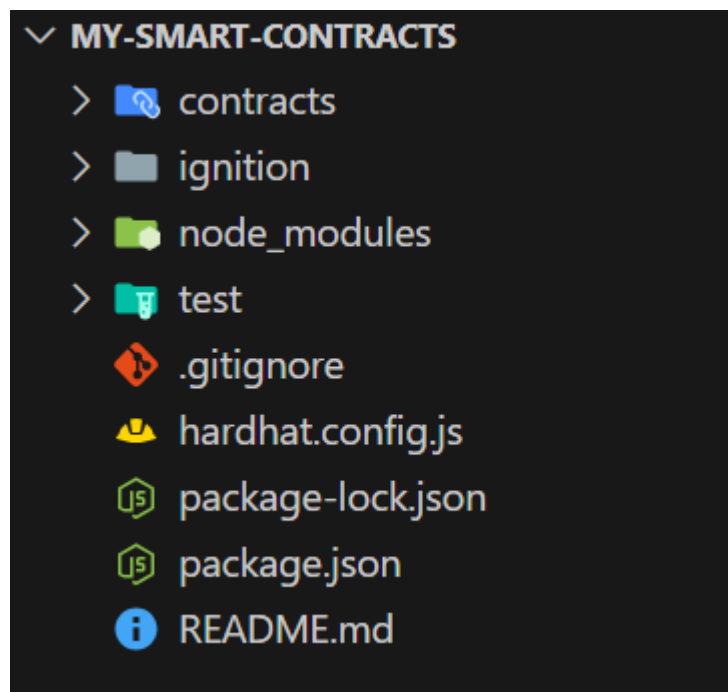 MY-SMART-CONTRACTS
contracts
ignition
node_modules
test
.gitignore
hardhat.config.js
package-lock.json
package.json
README.md